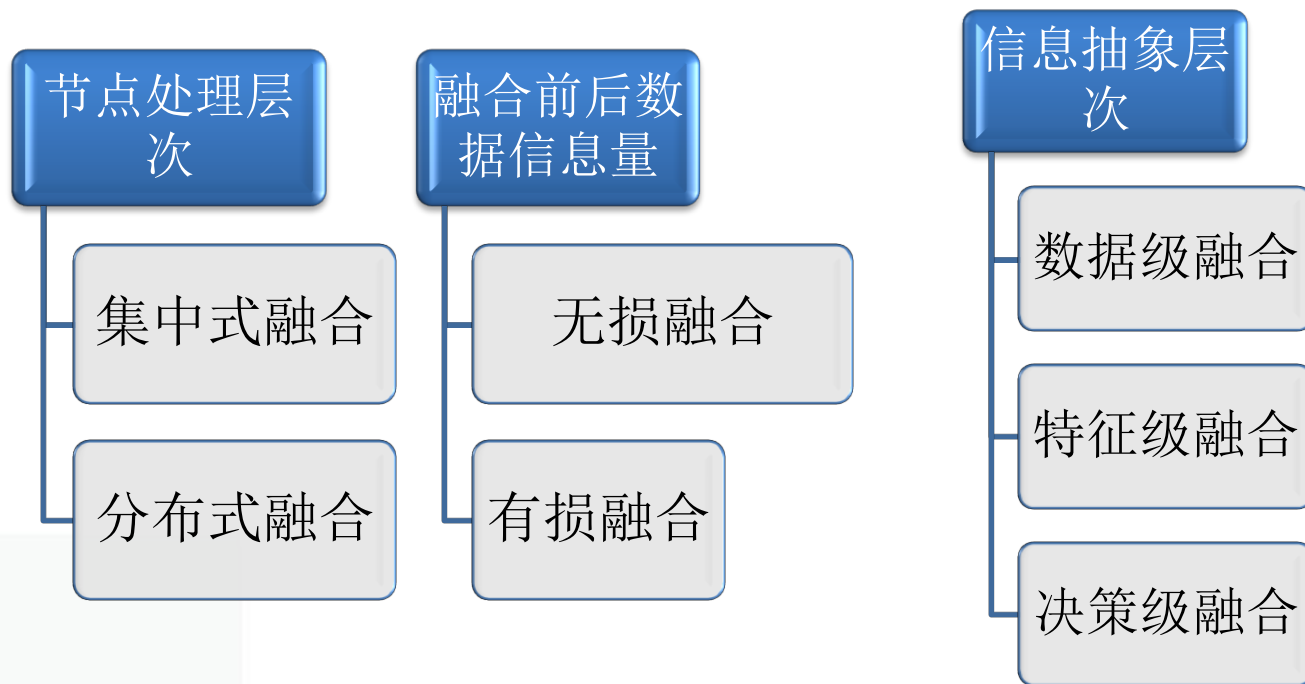 节点处理层
次
集中式融合
分布式融合
融合前后数
据信息量
无损融合
有损融合
信息抽象层
次
数据级融合
特征级融合
决策级融合